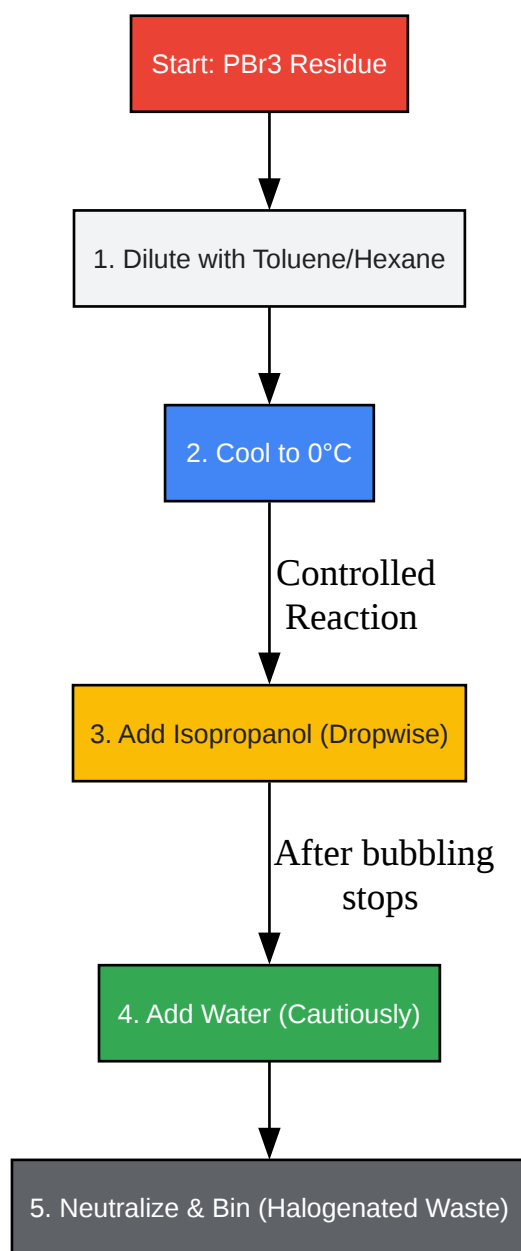 Start: PBr3 Residue
1. Dilute with Toluene/Hexane
2. Cool to 0°C
Controlled
Reaction
3. Add Isopropanol (Dropwise)
After bubbling
stops
4. Add Water (Cautiously)
5. Neutralize & Bin (Halogenated Waste)